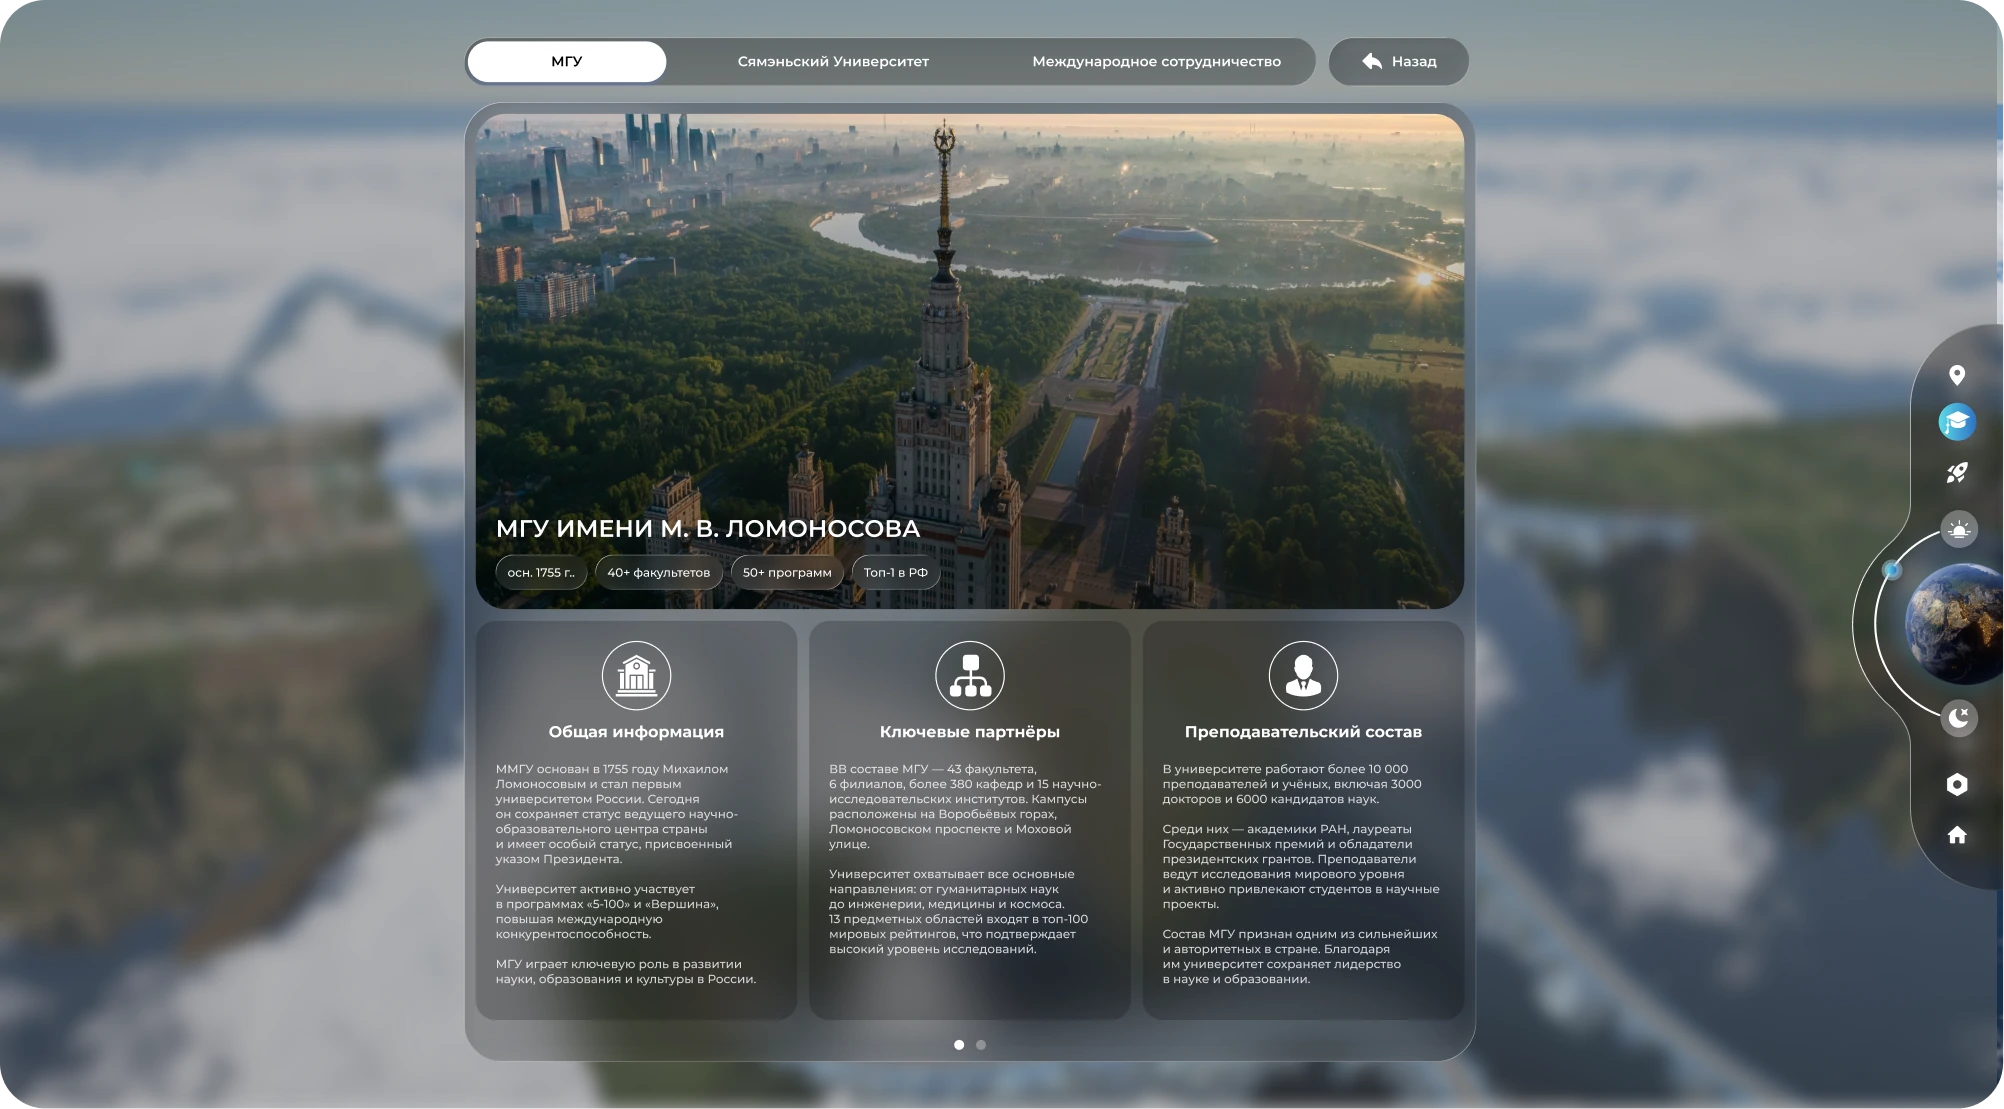 МГУ
Сямэньский Университет
Международное сотрудничество
Назад
МГУ ИМЕНИ М. В. ЛОМОНОСОВА
осн. 1755 г..
40+ факультетов
50+ программ
Топ-1 в РФ
Общая информация
ММГУ основан в 1755 году Михаилом
Ломоносовым и стал первым
университетом России. Сегодня
он сохраняет статус ведущего научно-
образовательного центра страны
и имеет особый статус, присвоенный
указом Президента.
Университет активно участвует
в программах «5-100» и «Вершина»,
повышая международную
конкурентоспособность.
МГУ играет ключевую роль в развитии
науки, образования и культуры в России.
Ключевые партнёры
ВВ составе МГУ — 43 факультета,
6 филиалов, более 380 кафедр и 15 научно-
исследовательских институтов. Кампусы
расположены на Воробьёвых горах,
Ломоносовском проспекте и Моховой
улице.
Университет охватывает все основные
направления: от гуманитарных наук
до инженерии, медицины и космоса.
13 предметных областей входят в топ-100
мировых рейтингов, что подтверждает
высокий уровень исследований.
Преподавательский состав
В университете работают более 10 000
преподавателей и учёных, включая 3000
докторов и 6000 кандидатов наук.
Среди них — академики РАН, лауреаты
Государственных премий и обладатели
президентских грантов. Преподаватели
ведут исследования мирового уровня
и активно привлекают студентов в научные
проекты.
Состав МГУ признан одним из сильнейших
и авторитетных в стране. Благодаря
им университет сохраняет лидерство
в науке и образовании.